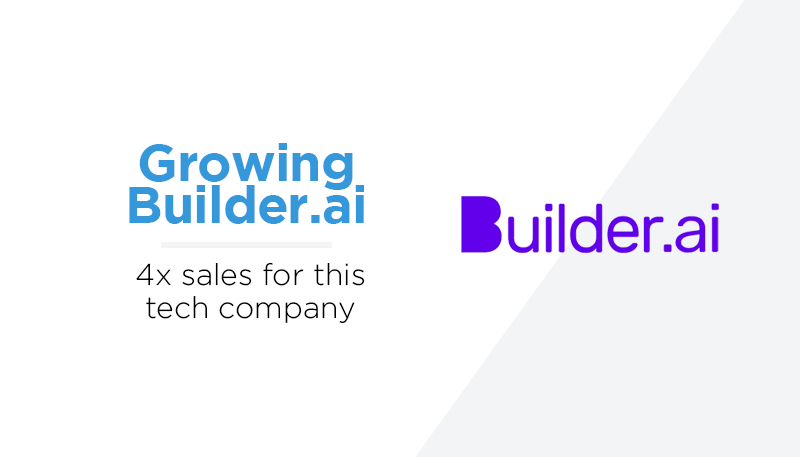 Growing
Builder.ai
4x sales for this
tech company
Builder.ai